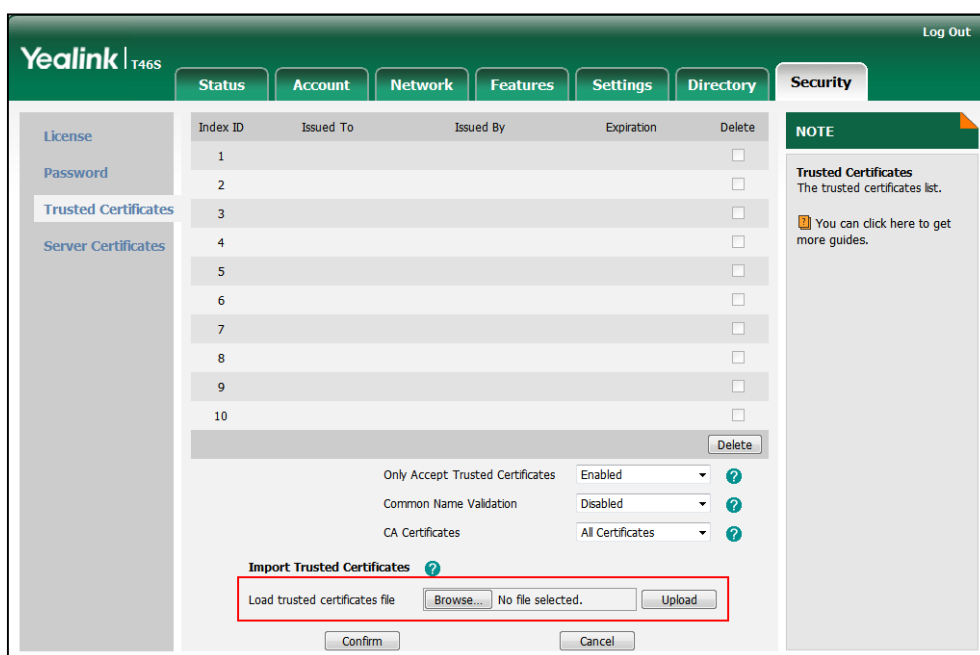 Log Out
Yealink | T46S
Status Account Network Features Settings Directory Security
License
Password
Trusted Certificates
Server Certificates
Index ID Issued To Issued By Expiration Delete
1
2
3
4
5
6
7
8
9
10
Delete
Only Accept Trusted Certificates Enabled ?
Common Name Validation Disabled ?
CA Certificates All Certificates ?
Import Trusted Certificates ?
Load trusted certificates file Browse... No file selected. Upload
Confirm Cancel
NOTE
Trusted Certificates
The trusted certificates list.
? You can click here to get
more guides.